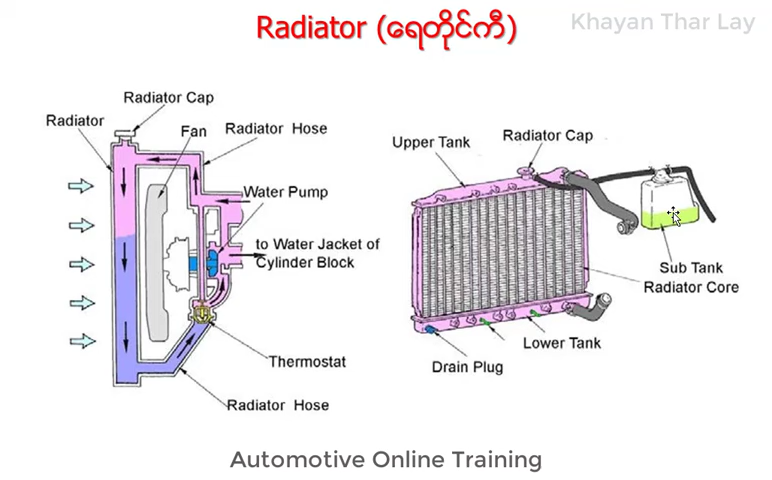 Khayan Thar Lay
Radiator (ရေတိုင်ကီ)
Radiator Cap
Radiator
Fan
Radiator Hose
Water Pump
to Water Jacket of
Cylinder Block
Thermostat
Radiator Hose
Upper Tank
Radiator Cap
Sub Tank
Radiator Core
Lower Tank
Drain Plug
Automotive Online Training